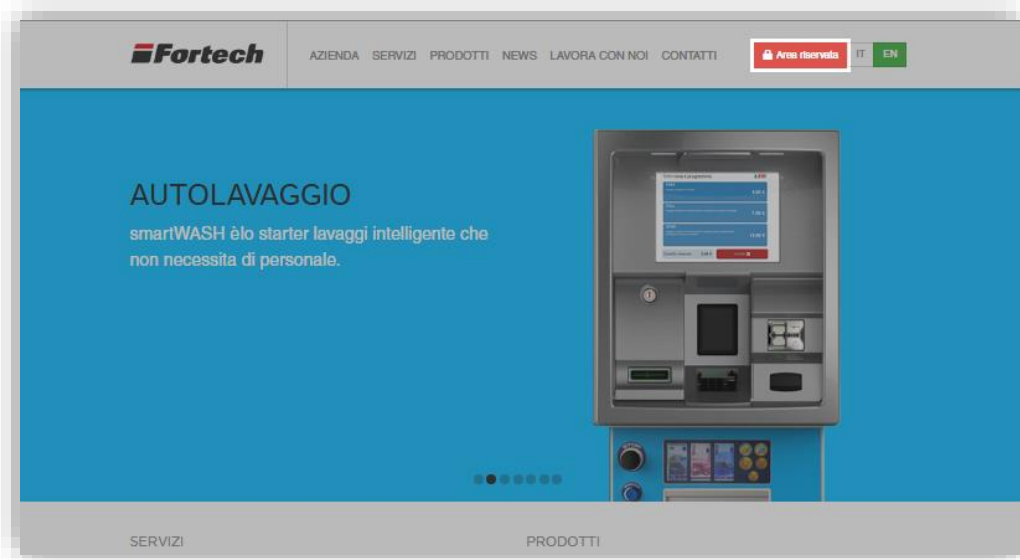 Fortech
AZIENDA SERVIZI PRODOTTI NEWS LAVORA CON NOI CONTATTI
Area riservata
IT EN
AUTOLAVAGGIO
smartWASH èlo starter lavaggi intelligente che
non necessita di personale.
SERVIZI
PRODOTTI